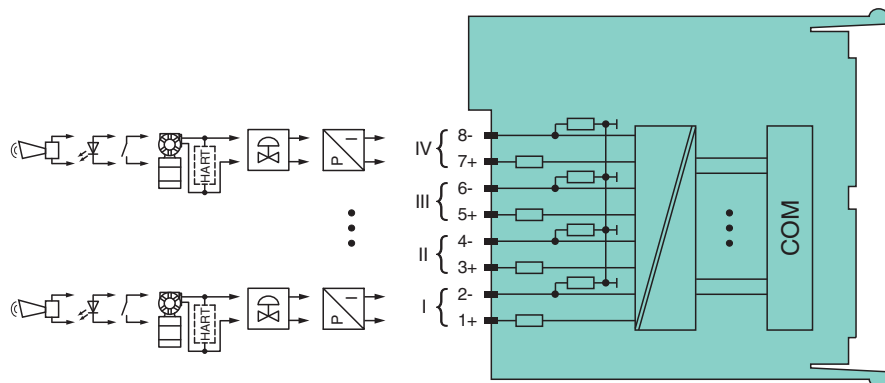 HART
P I
IV
8-
7+
III
6-
5+
II
4-
3+
I
2-
1+
COM
HART
P I